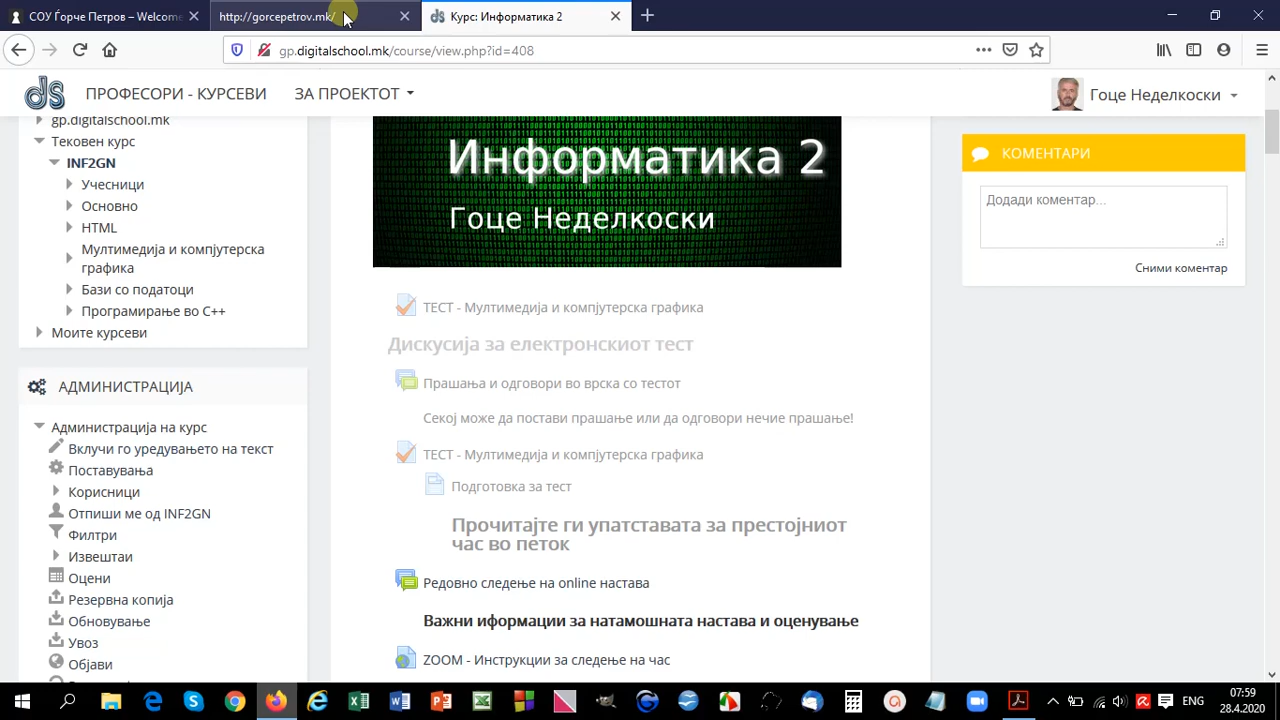 СОУ Ѓорче Петров – Welcome
http://gorcepetrov.mk/
Курс: Информатика 2
gp.digitalschool.mk/course/view.php?id=408
ds
ПРОФЕСОРИ - КУРСЕВИ
ЗА ПРОЕКТОТ
Гоце Неделкоски
gp.digitalschool.mk
Тековен курс
INF2GN
Учесници
Основно
HTML
Мултимедија и компјутерска
графика
Бази со податоци
Програмирање во C++
Моите курсеви
АДМИНИСТРАЦИЈА
Администрација на курс
Вклучи го уредувањето на текст
Поставувања
Корисници
Отпиши ме од INF2GN
Филтри
Извештаи
Оцени
Резервна копија
Обновување
Увоз
Објави
Информатика 2
Гоце Неделкоски
ТЕСТ - Мултимедија и компјутерска графика
Дискусија за електронскиот тест
Прашања и одговори во врска со тестот
Секој може да постави прашање или да одговори нечие прашање!
ТЕСТ - Мултимедија и компјутерска графика
Подготовка за тест
Прочитајте ги упатставата за престојниот
час во петок
Редовно следење на online настава
Важни иформации за натамошната настава и оценување
ZOOM - Инструкции за следење на час
КОМЕНТАРИ
Додади коментар...
Сними коментар
ENG
07:59
28.4.2020